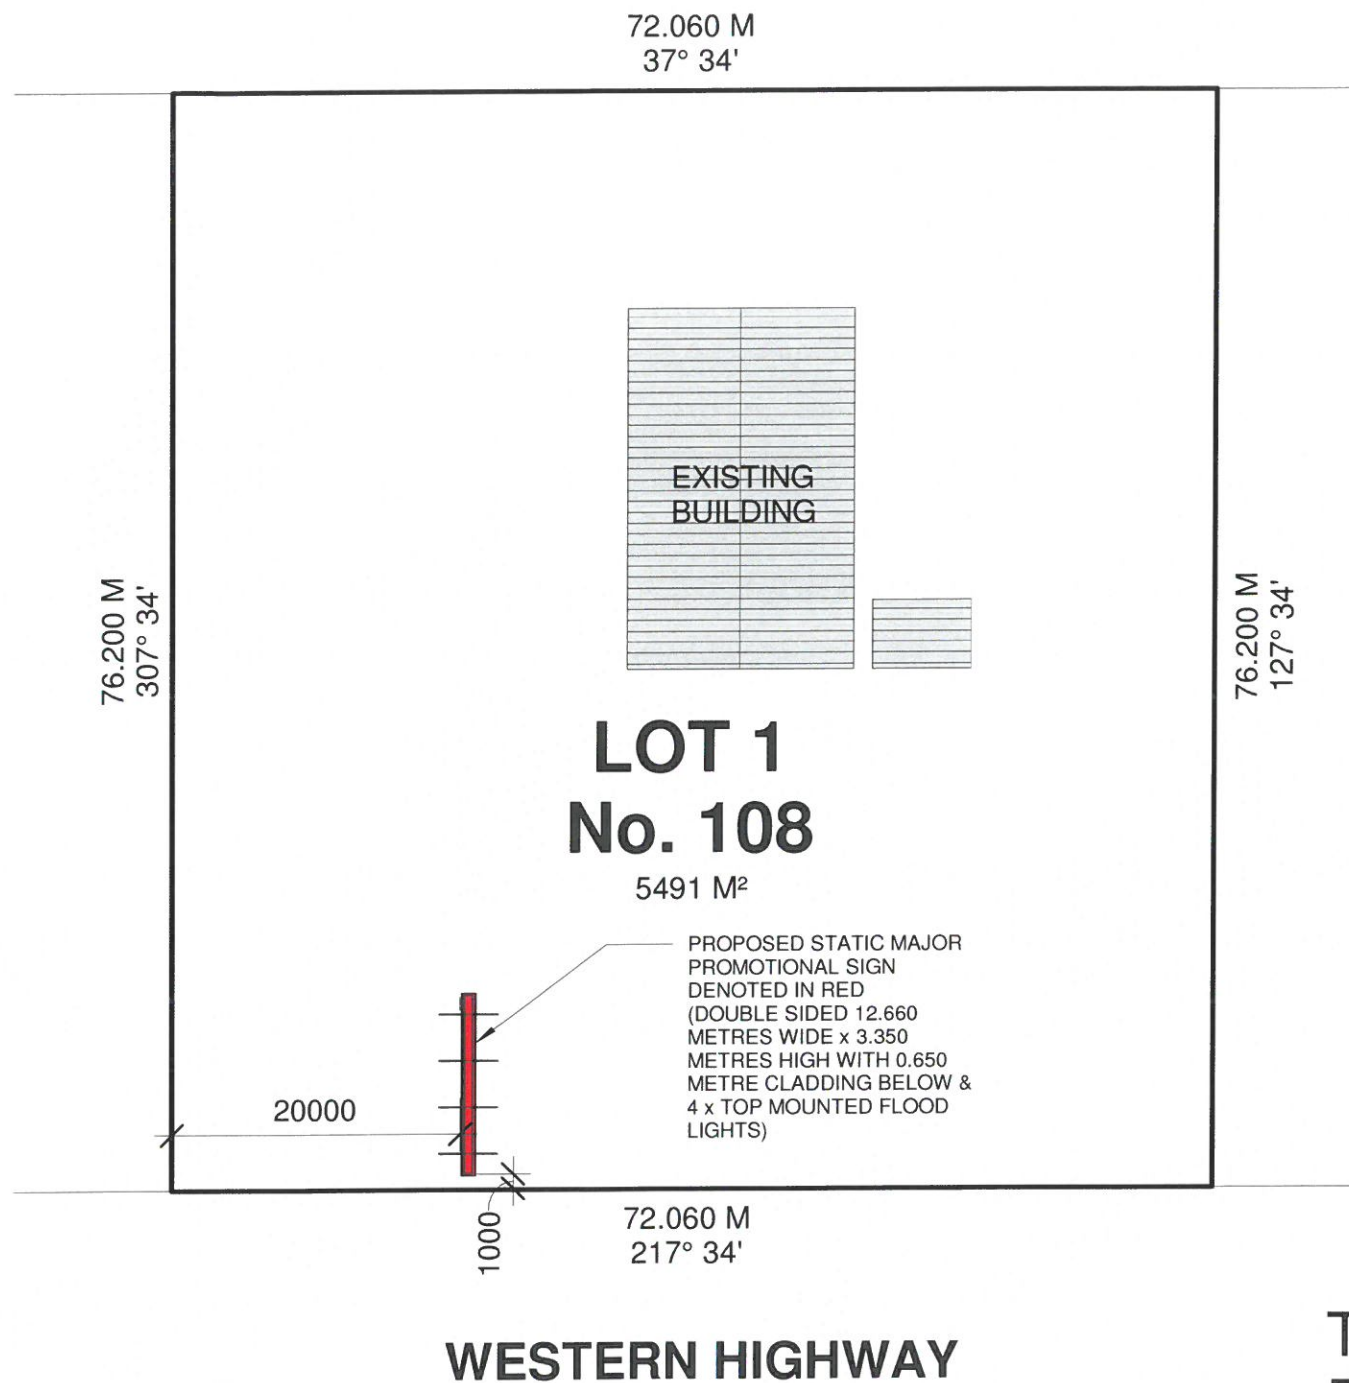 72.060 M
37° 34'
EXISTING
BUILDING
76.200 M
307° 34'
76.200 M
127° 34'
LOT 1
No. 108
5491 M²
PROPOSED STATIC MAJOR
PROMOTIONAL SIGN
DENOTED IN RED
(DOUBLE SIDED 12.660
METRES WIDE x 3.350
METRES HIGH WITH 0.650
METRE CLADDING BELOW &
4 x TOP MOUNTED FLOOD
LIGHTS)
20000
1000
72.060 M
217° 34'
WESTERN HIGHWAY